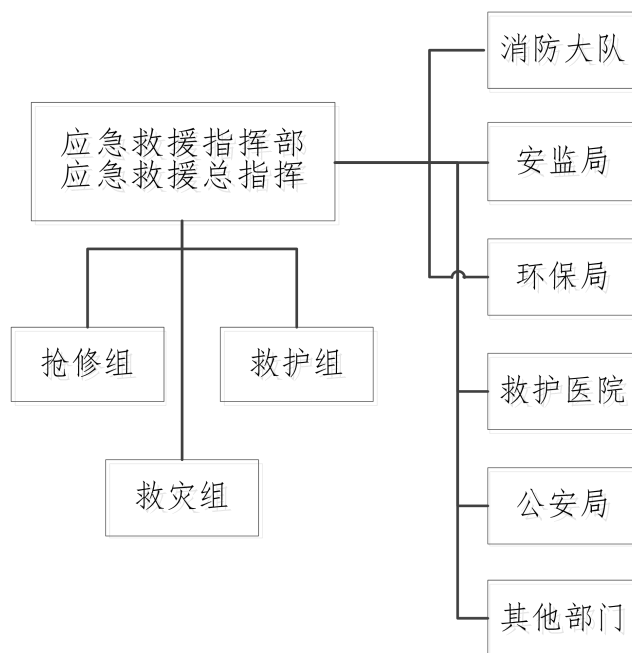 消防大队
应急救援指挥部
应急救援总指挥
安监局
环保局
抢修组
救护组
救护医院
救灾组
公安局
其他部门